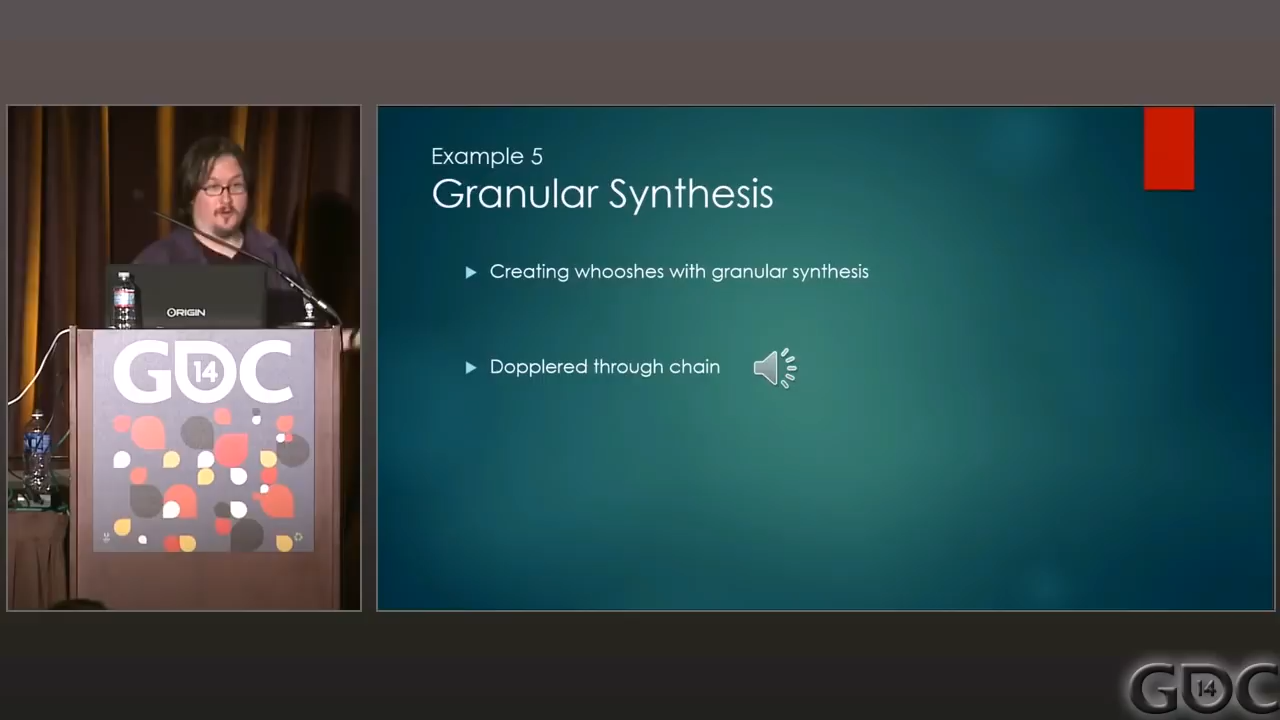 Example 5
Granular Synthesis
Creating whooshes with granular synthesis
Dopplered through chain
ORIGIN
GDC
14
GDC
14